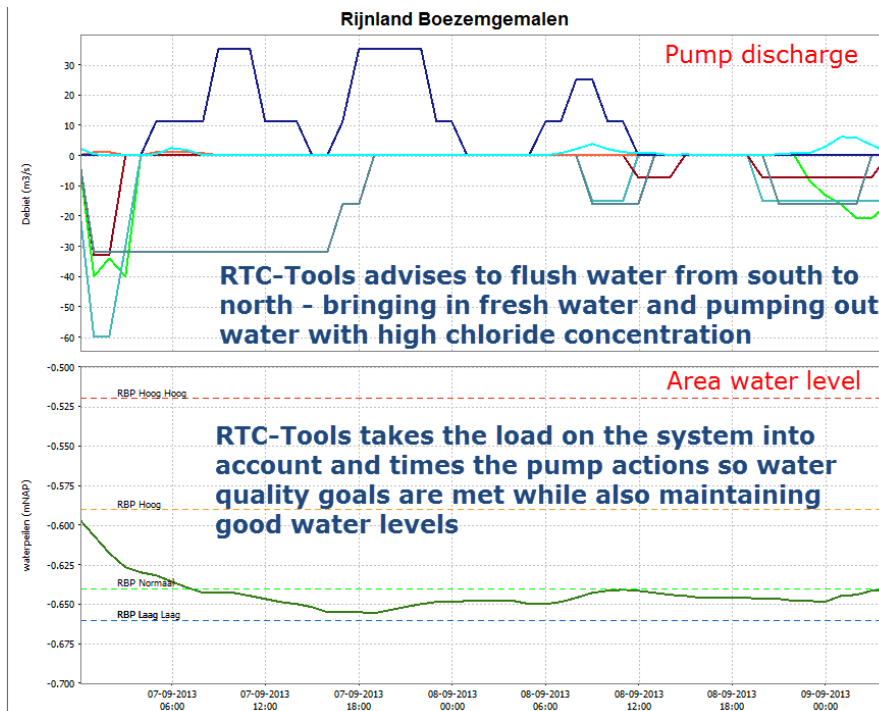 Rijnland Boezemgemalen
Pump discharge
Debiet (m3/s)
30
20
10
0
-10
-20
-30
-40
-50
-60
RTC-Tools advises to flush water from south to
north - bringing in fresh water and pumping out
water with high chloride concentration
Area water level
waterpeilen (mNAP)
-0.500
-0.525
-0.550
-0.575
-0.600
-0.625
-0.650
-0.675
-0.700
RBP Hoog Hoog
RTC-Tools takes the load on the system into
account and times the pump actions so water
quality goals are met while also maintaining
good water levels
RBP Hoog
RBP Normaal
RBP Laag Laag
07-09-2013 07-09-2013 07-09-2013 08-09-2013 08-09-2013 08-09-2013 08-09-2013 09-09-2013
06:00 12:00 18:00 00:00 06:00 12:00 18:00 00:00